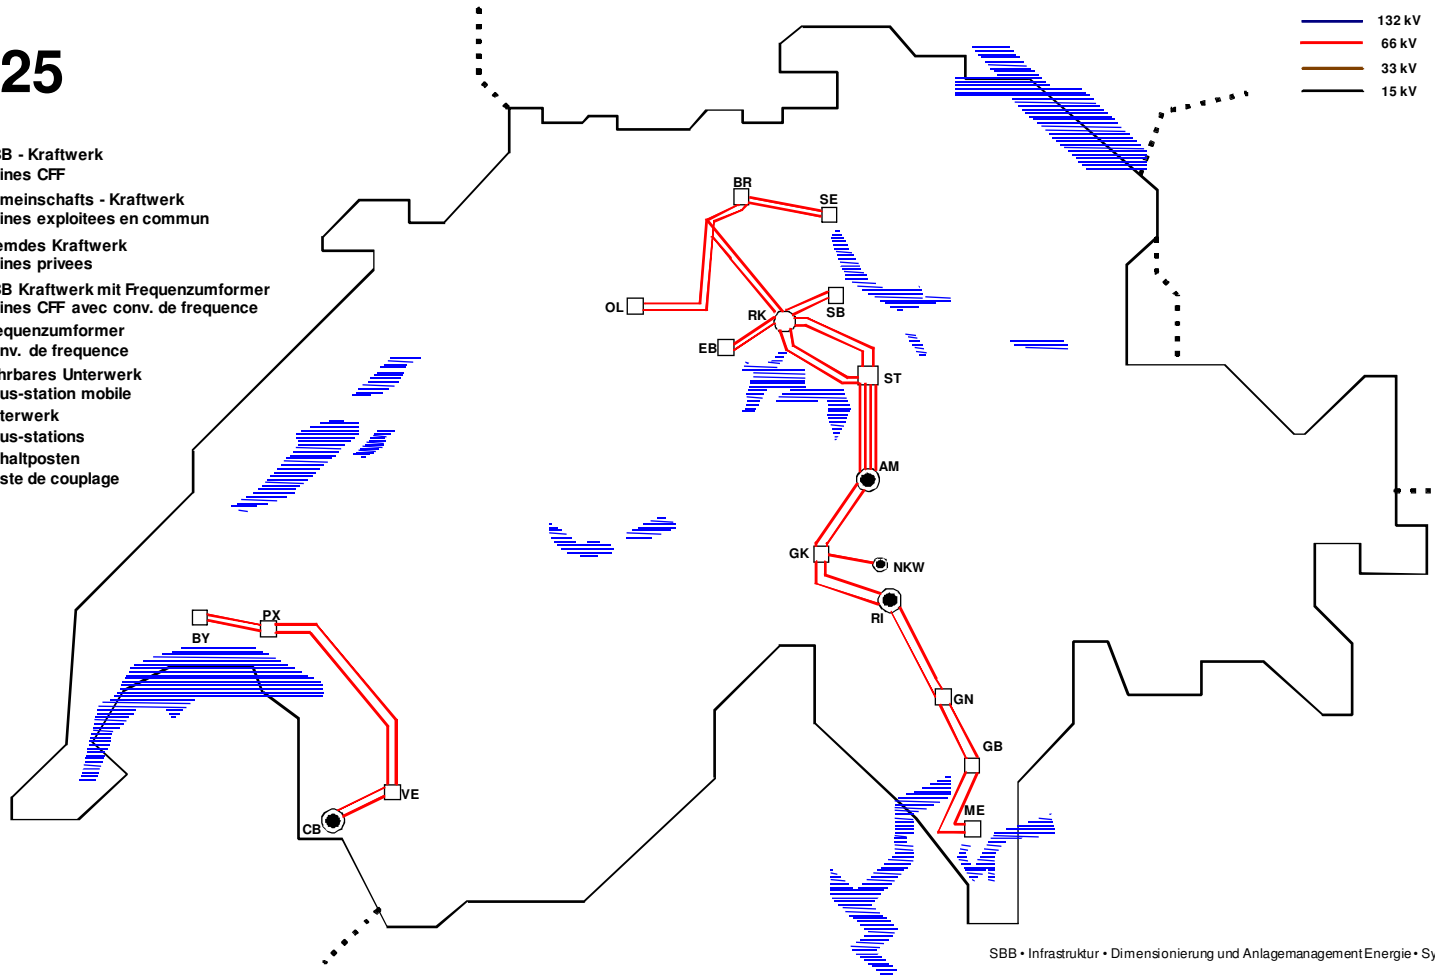 25
132 kV
66 kV
33 kV
15 kV
BB - Kraftwerk
ines CFF
meinschafts - Kraftwerk
ines exploitees en commun
emdes Kraftwerk
ines privees
BB Kraftwerk mit Frequenzumformer
ines CFF avec conv. de frequence
equenzumformer
nv. de frequence
hrbares Unterwerk
us-station mobile
terwerk
us-stations
haltposten
ste de couplage
BR
SE
OL
RK
SB
EB
ST
AM
GK
NKW
RI
PX
BY
GN
GB
VE
ME
CB
SBB • Infrastruktur • Dimensionierung und Anlagemanagement Energie • Sy